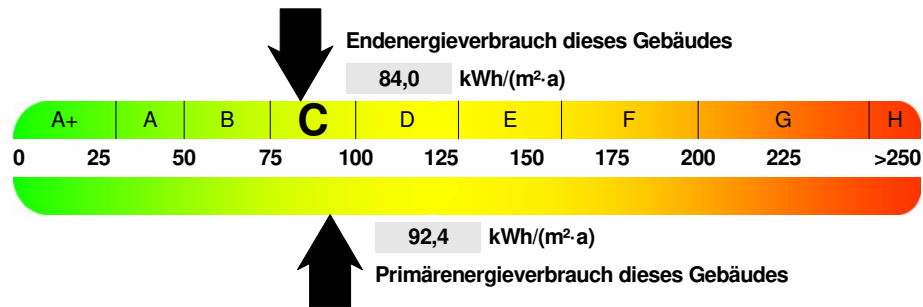 Endenergieverbrauch dieses Gebäudes
84,0 kWh/(m²·a)
A+ A B C D E F G H
0 25 50 75 100 125 150 175 200 225 >250
92,4 kWh/(m²·a)
Primärenergieverbrauch dieses Gebäudes